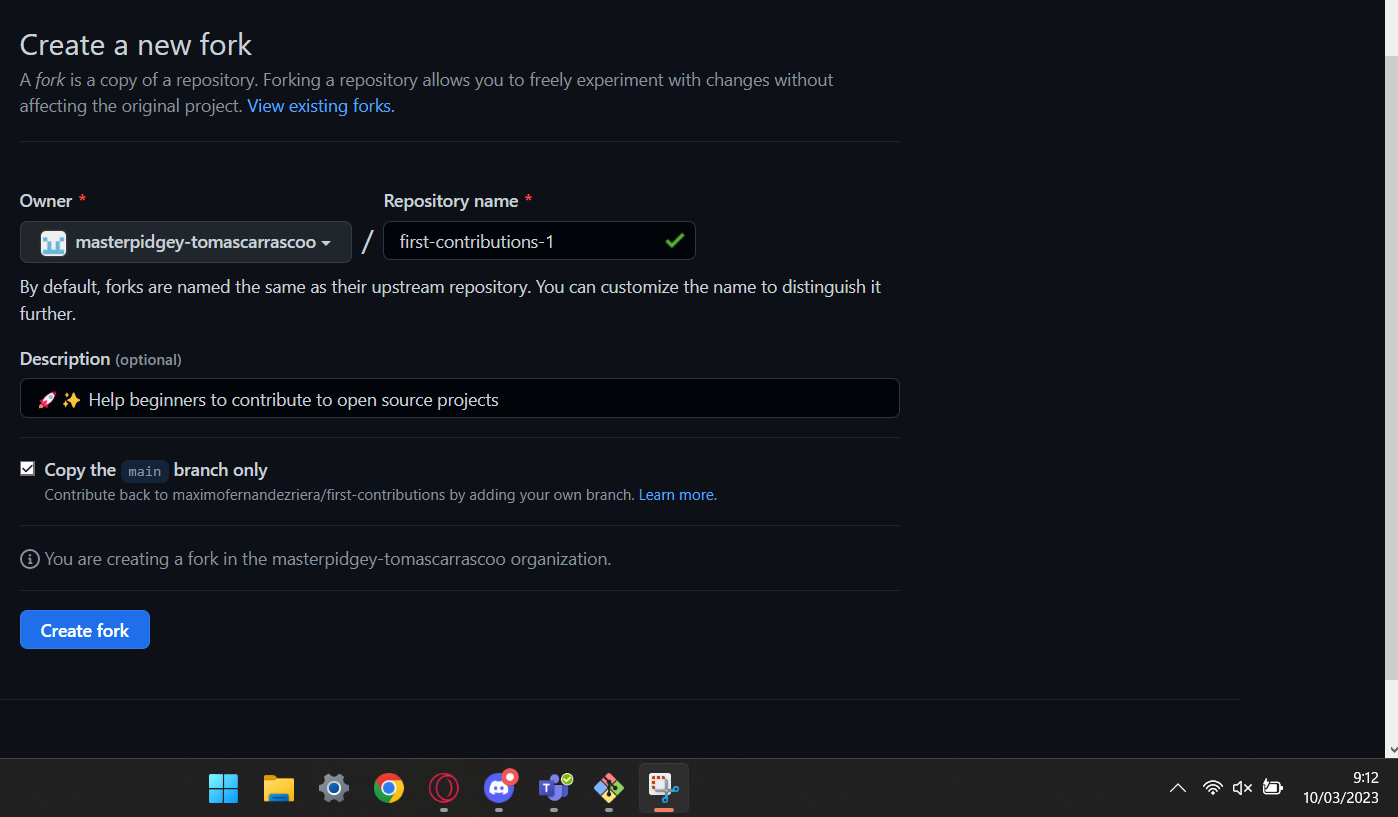 Create a new fork
A fork is a copy of a repository. Forking a repository allows you to freely experiment with changes without
affecting the original project. View existing forks.
Owner * Repository name *
masterpidgey-tomascarrascoo / first-contributions-1
By default, forks are named the same as their upstream repository. You can customize the name to distinguish it
further.
Description (optional)
🚀 ✨ Help beginners to contribute to open source projects
Copy the main branch only
Contribute back to maximofernandezriera/first-contributions by adding your own branch. Learn more.
You are creating a fork in the masterpidgey-tomascarrascoo organization.
Create fork
9:12
10/03/2023